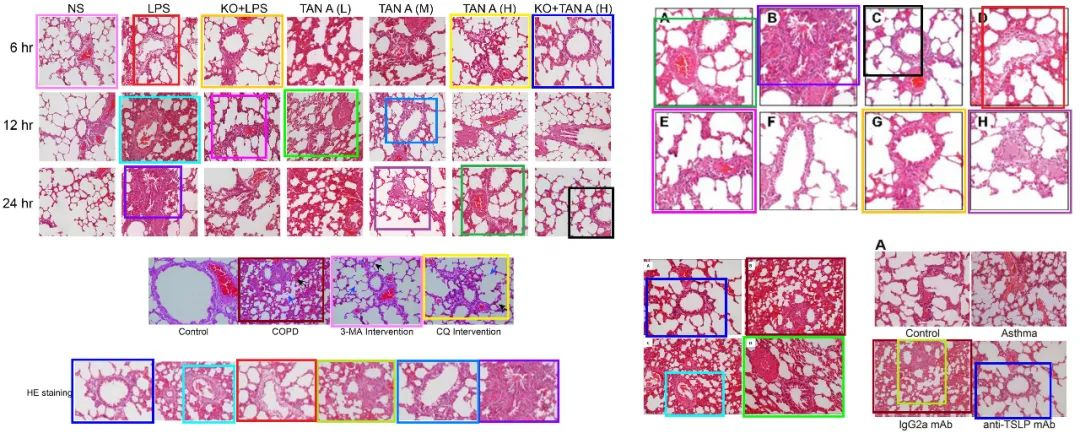 NS LPS KO+LPS TAN A (L) TAN A (M) TAN A (H) KO+TAN A (H)
6 hr
12 hr
24 hr
A B C D
E F G H
Control COPD 3-MA Intervention CQ Intervention
HE staining
A
Control Asthma
IgG2a mAb anti-TSLP mAb